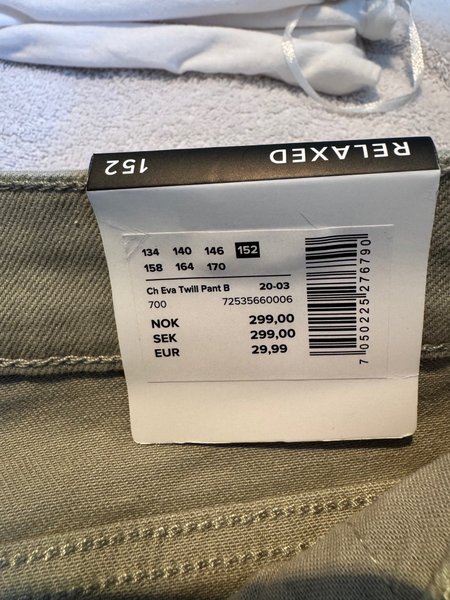 RELAXED 152
134 140 146 152
158 164 170
Ch Eva Twill Pant B 20-03
700 72535660006
NOK 299,00
SEK 299,00
EUR 29,99
7 050225 276790